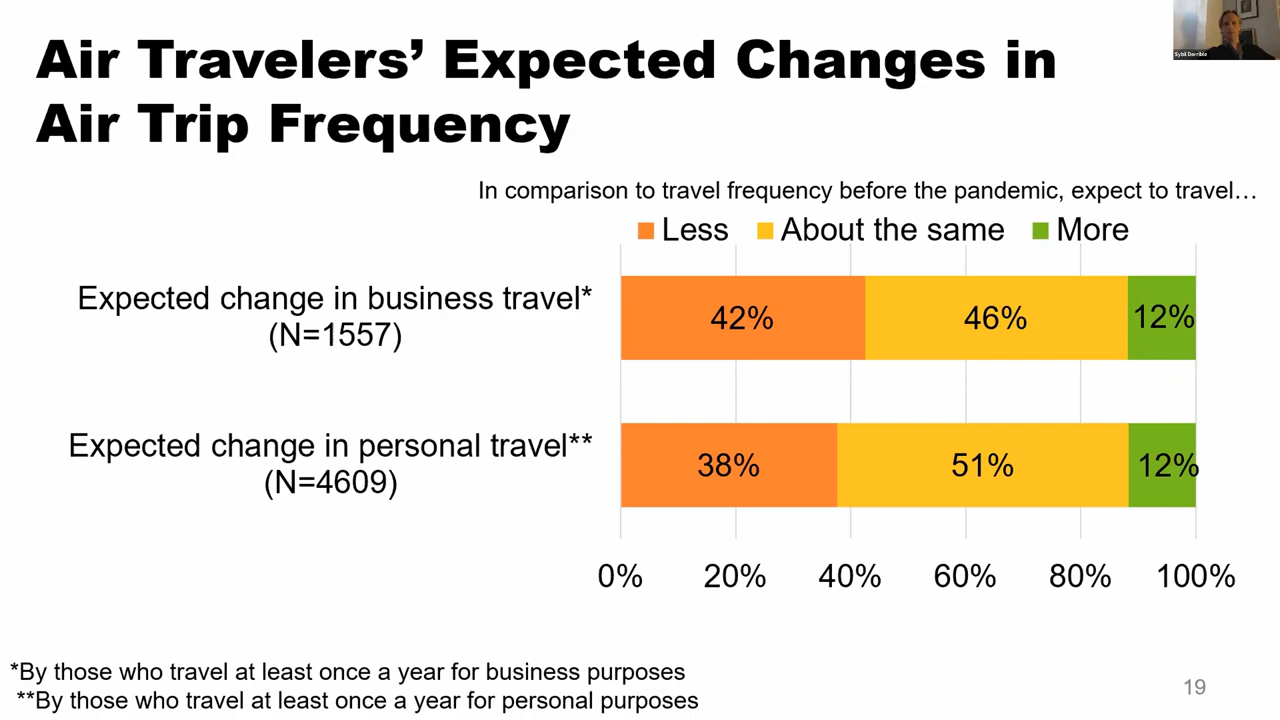 Air Travelers’ Expected Changes in
Air Trip Frequency
Sybil Derrible
In comparison to travel frequency before the pandemic, expect to travel…
Less About the same More
Expected change in business travel*
(N=1557)
42% 46% 12%
Expected change in personal travel**
(N=4609)
38% 51% 12%
0% 20% 40% 60% 80% 100%
*By those who travel at least once a year for business purposes
**By those who travel at least once a year for personal purposes
19